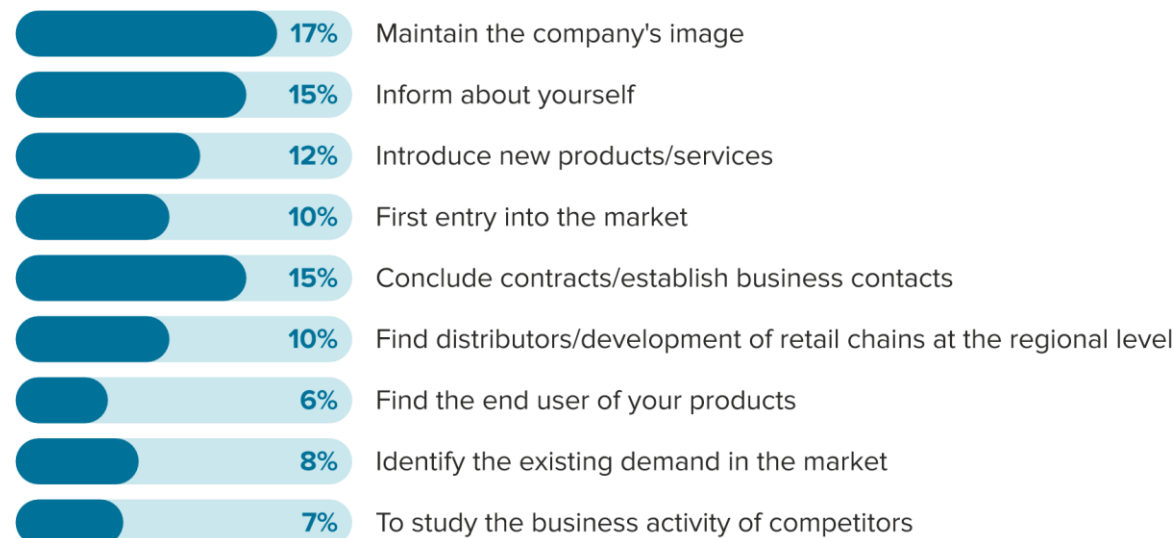 17% Maintain the company's image
15% Inform about yourself
12% Introduce new products/services
10% First entry into the market
15% Conclude contracts/establish business contacts
10% Find distributors/development of retail chains at the regional level
6% Find the end user of your products
8% Identify the existing demand in the market
7% To study the business activity of competitors